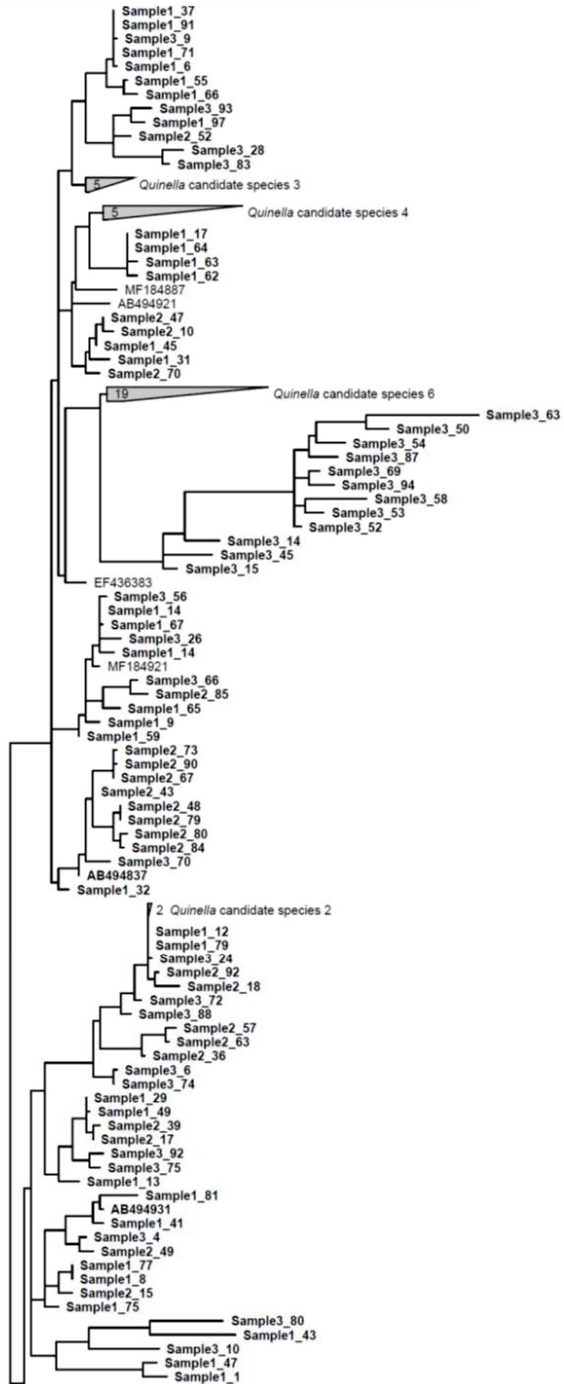 Sample1_37
Sample1_91
Sample3_9
Sample1_71
Sample1_6
Sample1_55
Sample1_66
Sample3_93
Sample1_97
Sample2_52
Sample3_28
Sample3_83
5 Quinella candidate species 3
5 Quinella candidate species 4
Sample1_17
Sample1_64
Sample1_63
Sample1_62
MF184887
AB494921
Sample2_47
Sample2_10
Sample1_45
Sample1_31
Sample2_70
19 Quinella candidate species 6
Sample3_63
Sample3_50
Sample3_54
Sample3_87
Sample3_69
Sample3_94
Sample3_58
Sample3_53
Sample3_52
Sample3_14
Sample3_45
Sample3_15
EF436383
Sample3_56
Sample1_14
Sample1_67
Sample3_26
Sample1_14
MF184921
Sample3_66
Sample2_85
Sample1_65
Sample1_9
Sample1_59
Sample2_73
Sample2_90
Sample2_67
Sample2_43
Sample2_48
Sample2_79
Sample2_80
Sample2_84
Sample3_70
AB494837
Sample1_32
2 Quinella candidate species 2
Sample1_12
Sample1_79
Sample3_24
Sample2_92
Sample2_18
Sample3_72
Sample3_88
Sample2_57
Sample2_63
Sample2_36
Sample3_6
Sample3_74
Sample1_29
Sample1_49
Sample2_39
Sample2_17
Sample3_92
Sample3_75
Sample1_13
Sample1_81
AB494931
Sample1_41
Sample3_4
Sample2_49
Sample1_77
Sample1_8
Sample2_15
Sample1_75
Sample3_80
Sample1_43
Sample3_10
Sample1_47
Sample1_1